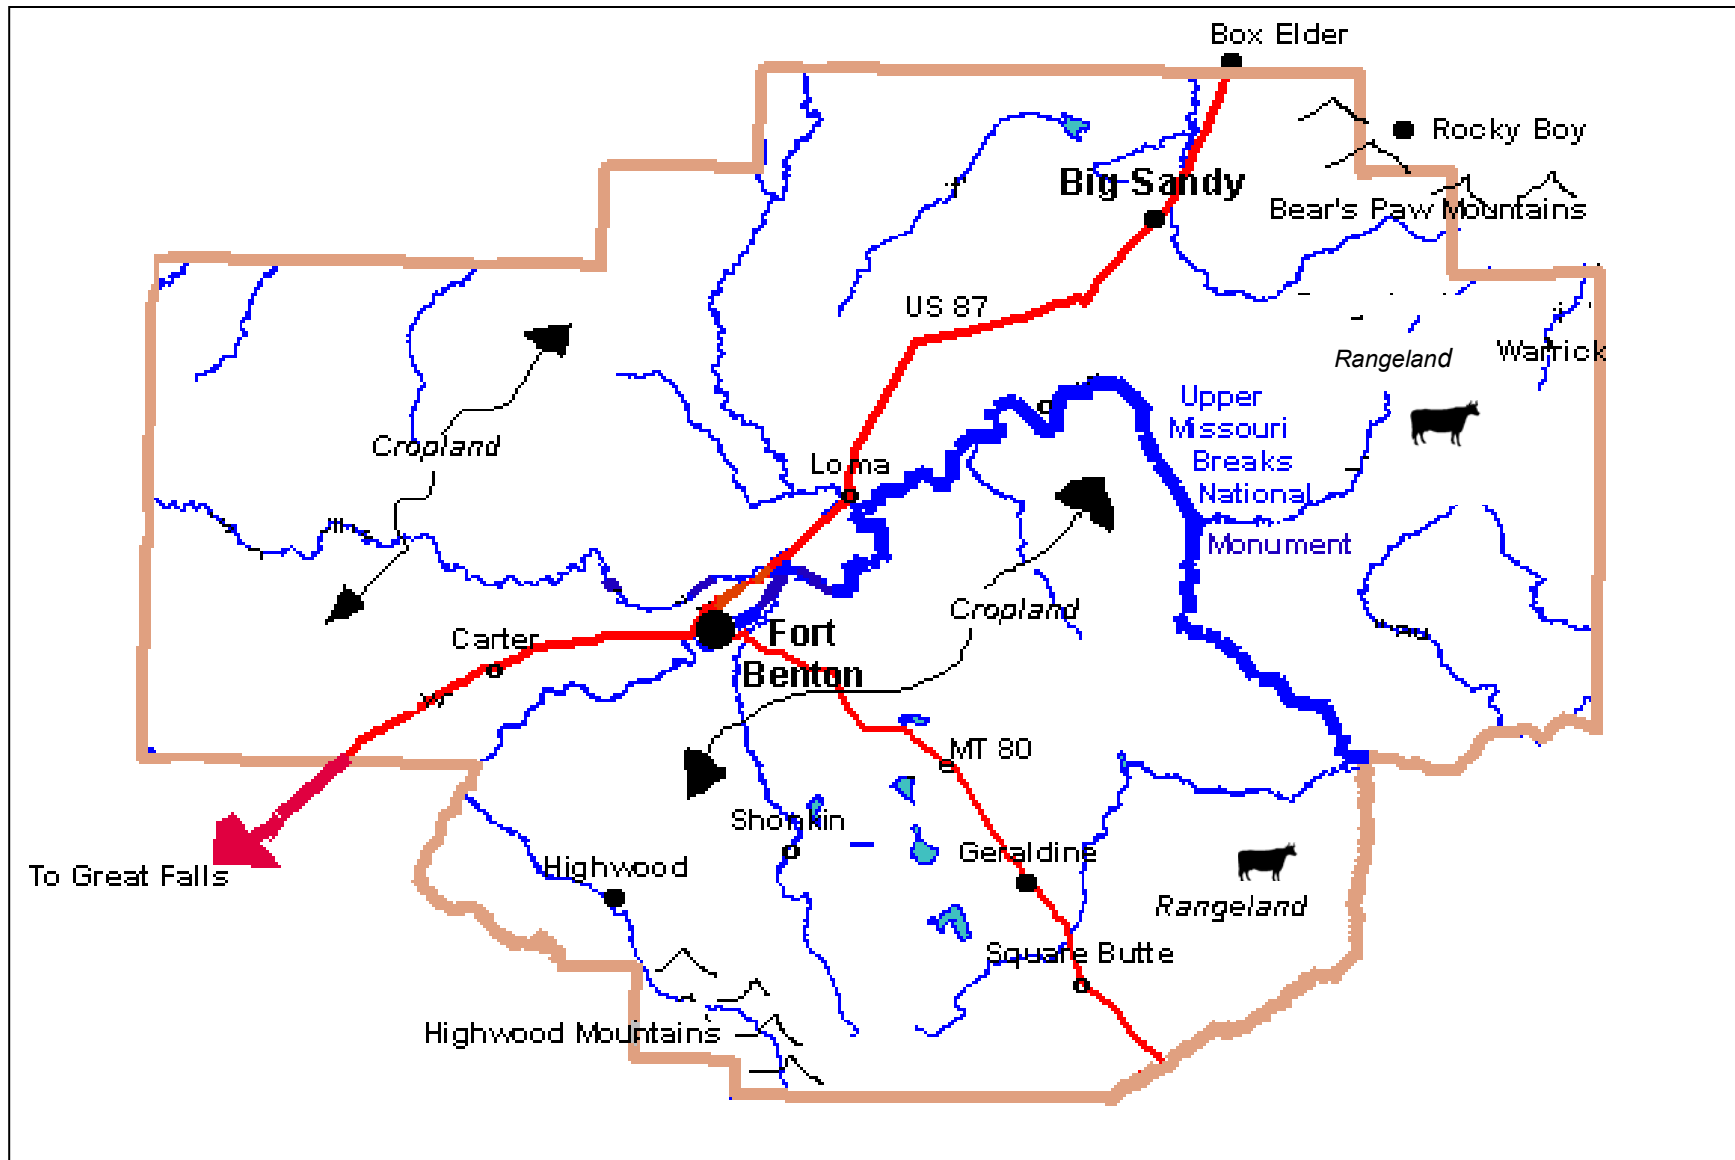 Box Elder
Rocky Boy
Big Sandy
Bear's Paw Mountains
US 87
Rangeland
Warrick
Upper
Missouri
Breaks
National
Monument
Cropland
Loma
Cropland
Carter
Fort
Benton
MT 80
Shonkin
Geraldine
Highwood
To Great Falls
Rangeland
Square Butte
Highwood Mountains